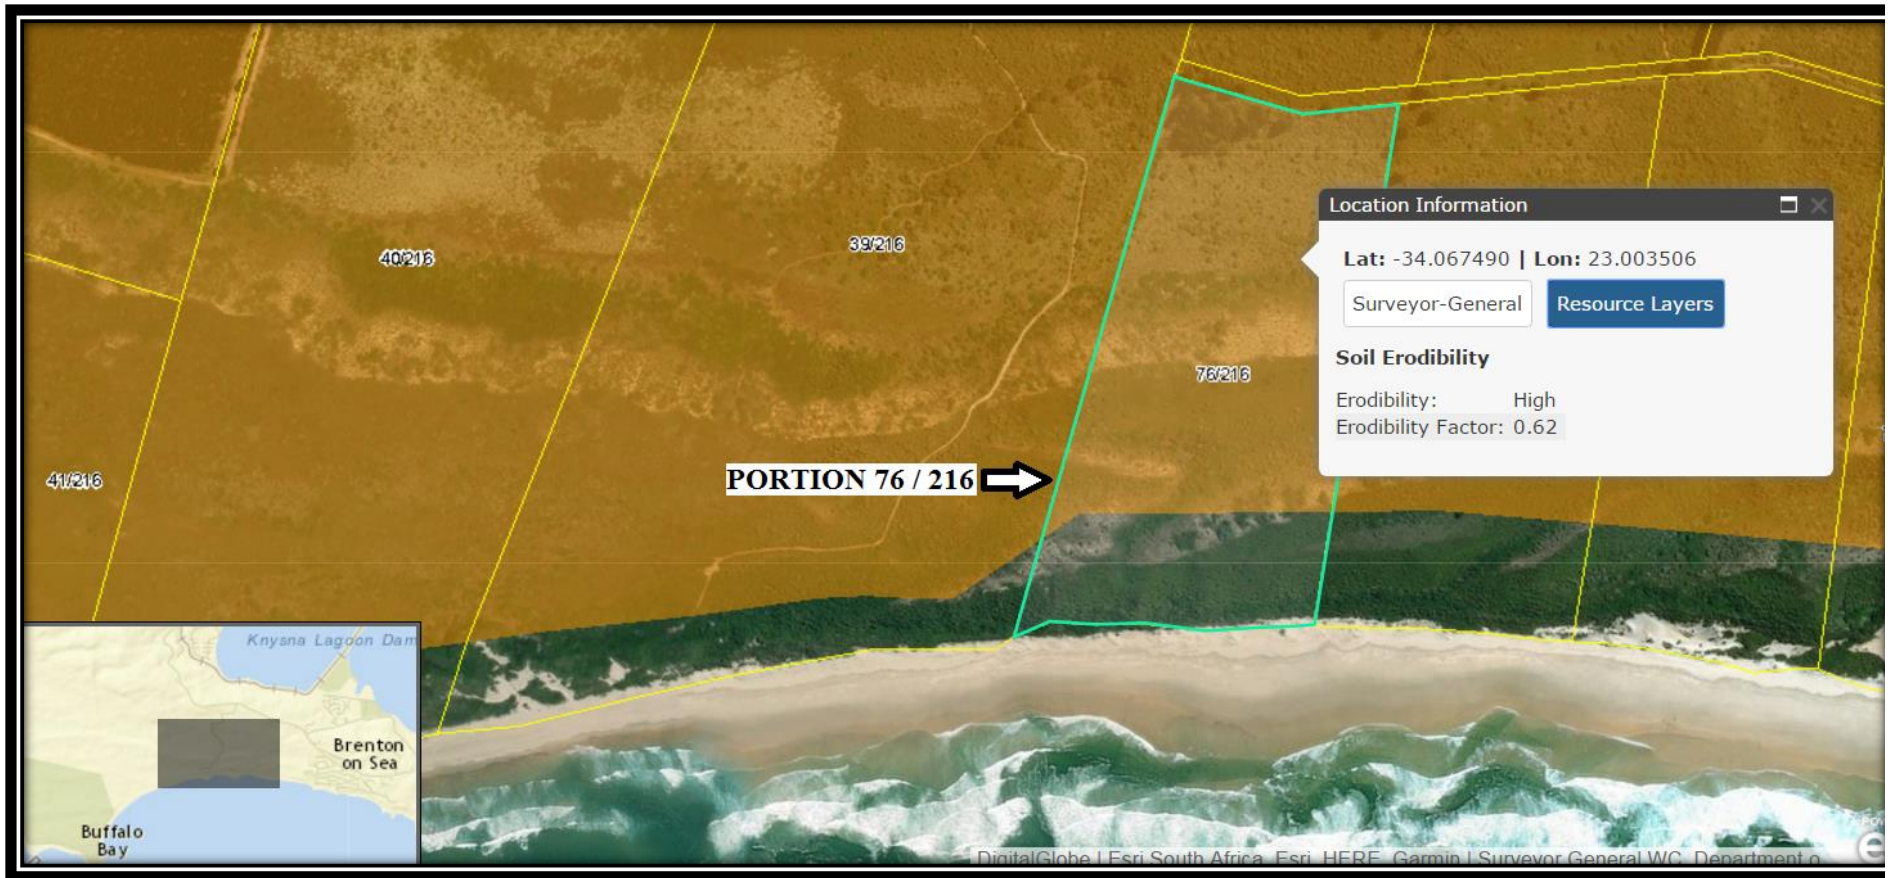 Location Information
Lat: -34.067490 | Lon: 23.003506
Surveyor-General
Resource Layers
Soil Erodibility
Erodibility: High
Erodibility Factor: 0.62
39/216
40/216
76/216
41/216
PORTION 76 / 216
Knysna Lagoon Dam
Brenton
on Sea
Buffalo
Bay
DigitalGlobe | Esri South Africa, Esri, HERE, Garmin | Surveyor General WC, Department o